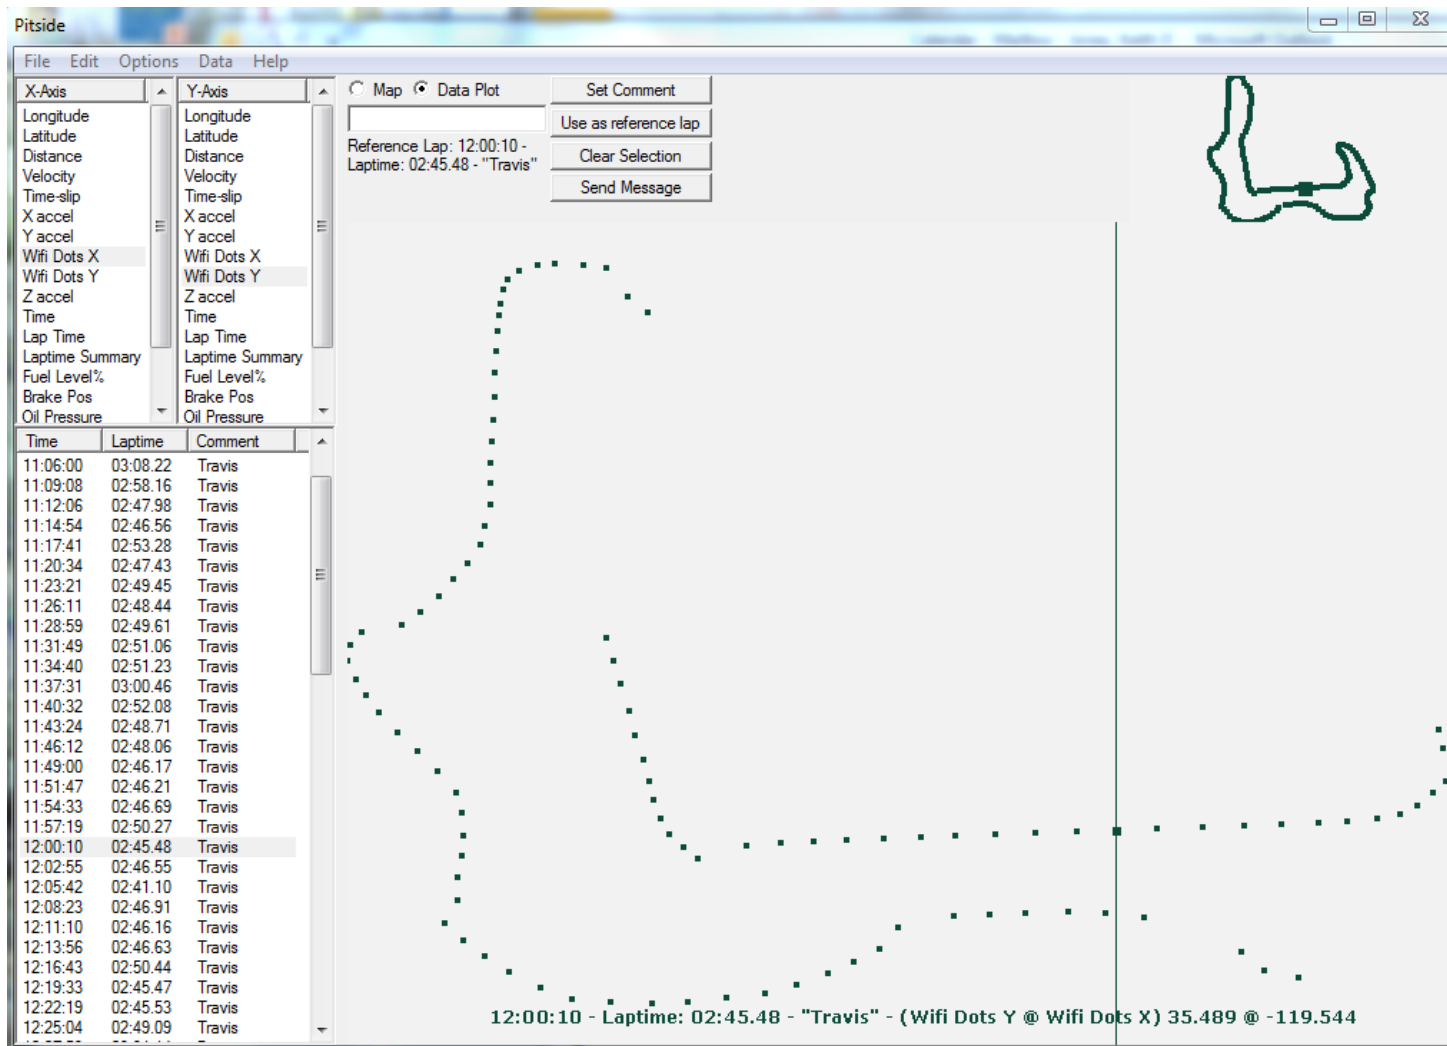 Pitside
File Edit Options Data Help
X-Axis Y-Axis
Longitude Longitude
Latitude Latitude
Distance Distance
Velocity Velocity
Time-slip Time-slip
X accel X accel
Y accel Y accel
Wifi Dots X Wifi Dots X
Wifi Dots Y Wifi Dots Y
Z accel Z accel
Time Time
Lap Time Lap Time
Laptime Summary Laptime Summary
Fuel Level% Fuel Level%
Brake Pos Brake Pos
Oil Pressure Oil Pressure
Map Data Plot
Reference Lap: 12:00:10 -
Laptime: 02:45.48 - "Travis"
Set Comment
Use as reference lap
Clear Selection
Send Message
Time Laptime Comment
11:06:00 03:08.22 Travis
11:09:08 02:58.16 Travis
11:12:06 02:47.98 Travis
11:14:54 02:46.56 Travis
11:17:41 02:53.28 Travis
11:20:34 02:47.43 Travis
11:23:21 02:49.45 Travis
11:26:11 02:48.44 Travis
11:28:59 02:49.61 Travis
11:31:49 02:51.06 Travis
11:34:40 02:51.23 Travis
11:37:31 03:00.46 Travis
11:40:32 02:52.08 Travis
11:43:24 02:48.71 Travis
11:46:12 02:48.06 Travis
11:49:00 02:46.17 Travis
11:51:47 02:46.21 Travis
11:54:33 02:46.69 Travis
11:57:19 02:50.27 Travis
12:00:10 02:45.48 Travis
12:02:55 02:46.55 Travis
12:05:42 02:41.10 Travis
12:08:23 02:46.91 Travis
12:11:10 02:46.16 Travis
12:13:56 02:46.63 Travis
12:16:43 02:50.44 Travis
12:19:33 02:45.47 Travis
12:22:19 02:45.53 Travis
12:25:04 02:49.09 Travis
12:00:10 - Laptime: 02:45.48 - "Travis" - (Wifi Dots Y @ Wifi Dots X) 35.489 @ -119.544